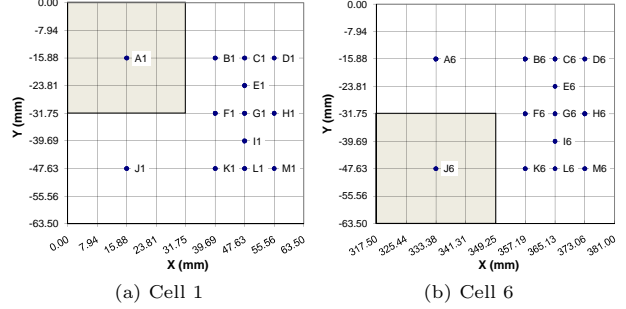 0.00
-7.94
-15.88
-23.81
-31.75
-39.69
-47.63
-55.56
-63.50
Y (mm)
A1 B1 C1 D1
E1
F1 G1 H1
I1
J1 K1 L1 M1
0.00 7.94 15.88 23.81 31.75 39.69 47.63 55.56 63.50
X (mm)
(a) Cell 1
0.00
-7.94
-15.88
-23.81
-31.75
-39.69
-47.63
-55.56
-63.50
Y (mm)
A6 B6 C6 D6
E6
F6 G6 H6
I6
J6 K6 L6 M6
317.50 325.44 333.38 341.31 349.25 357.19 365.13 373.06 381.00
X (mm)
(b) Cell 6